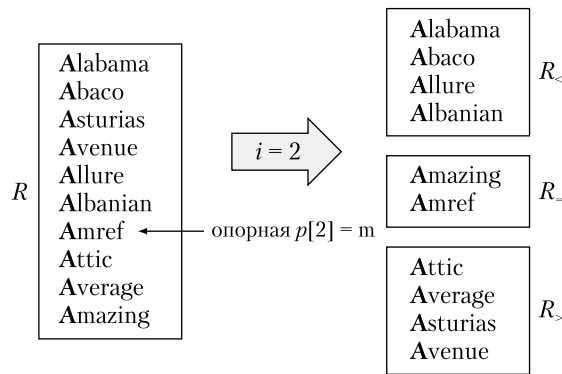 R
Alabama
Abaco
Asturias
Avenue
Allure
Albanian
Amref
Attic
Average
Amazing
i = 2
опорная p[2] = m
Alabama
Abaco
Allure
Albanian
R<
Amazing
Amref
R=
Attic
Average
Asturias
Avenue
R>